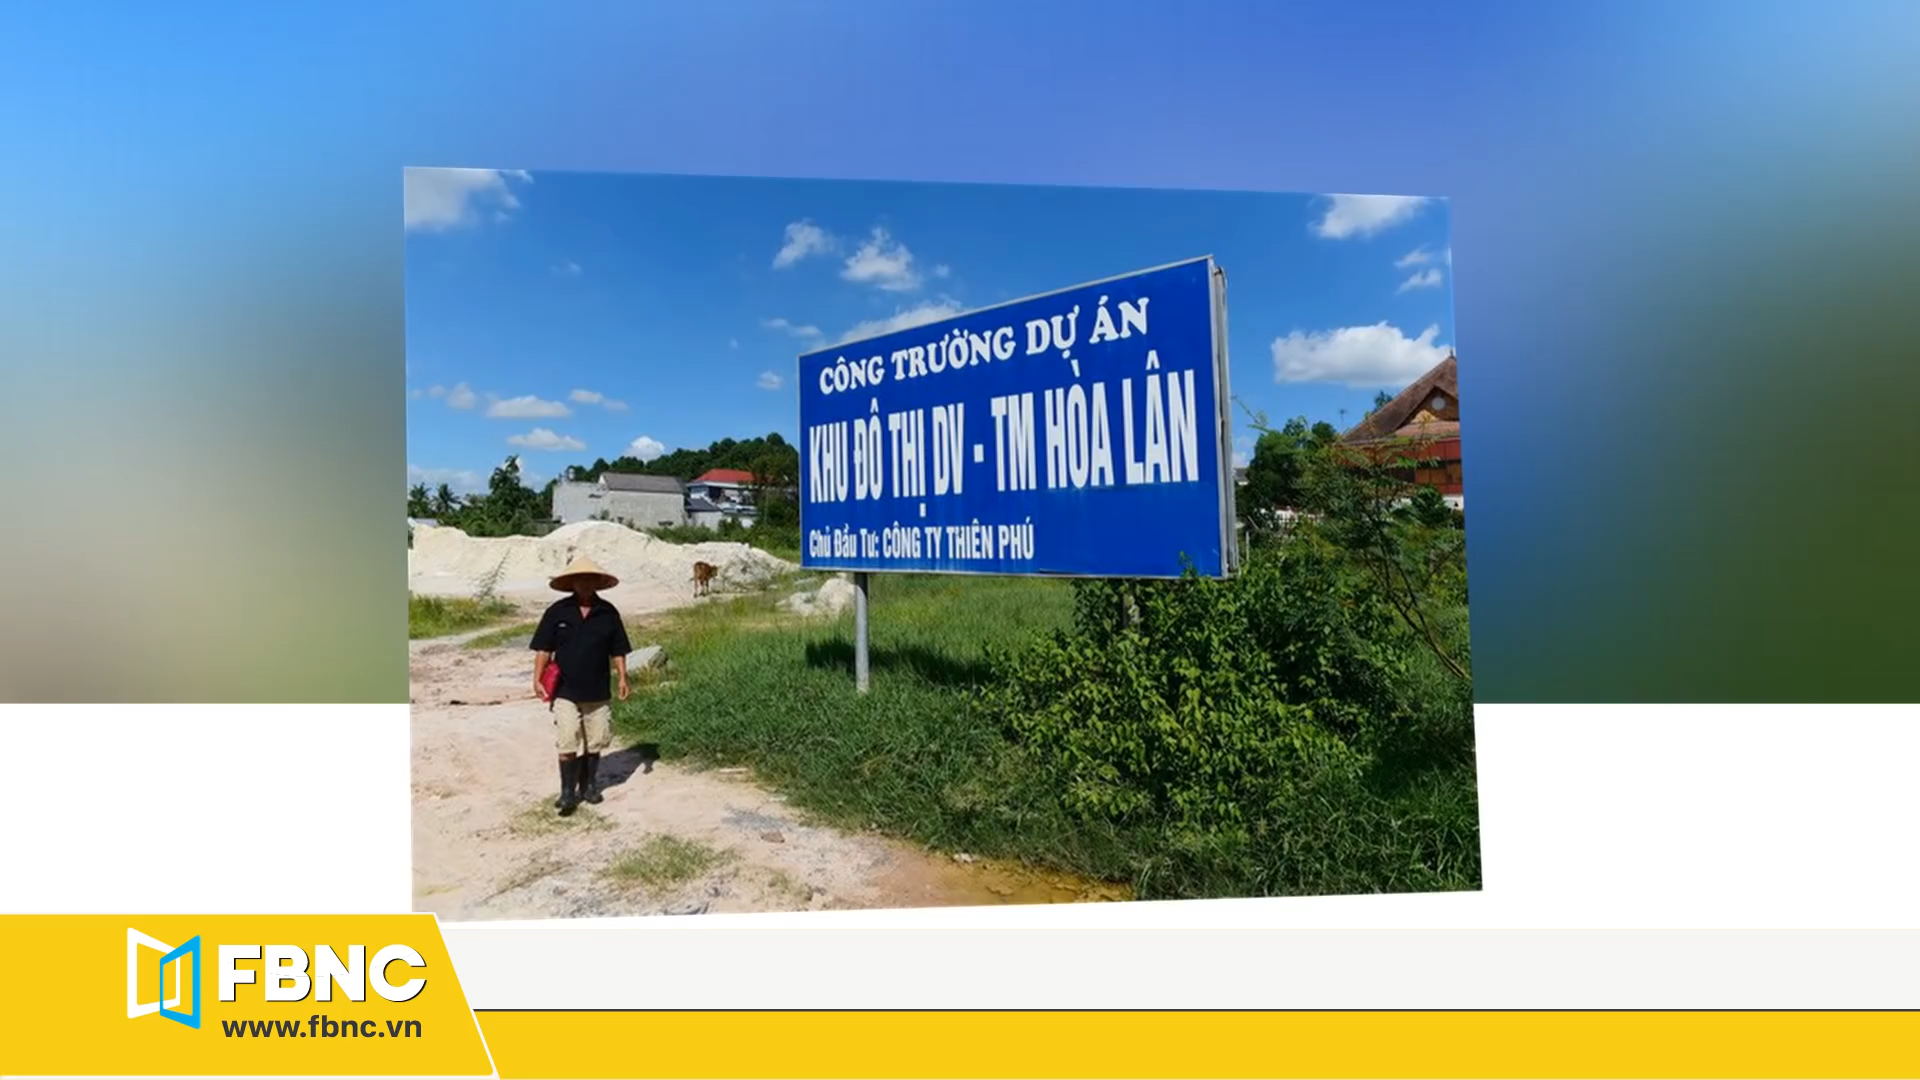 CÔNG TRƯỜNG DỰ ÁN
KHU ĐÔ THỊ DV - TM HÒA LÂN
Chủ Đầu Tư: CÔNG TY THIÊN PHÚ
FBNC
www.fbnc.vn